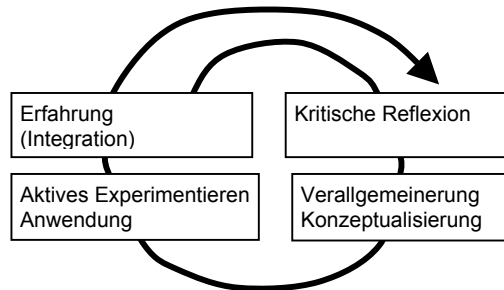 Erfahrung
(Integration)
Kritische Reflexion
Aktives Experimentieren
Anwendung
Verallgemeinerung
Konzeptualisierung